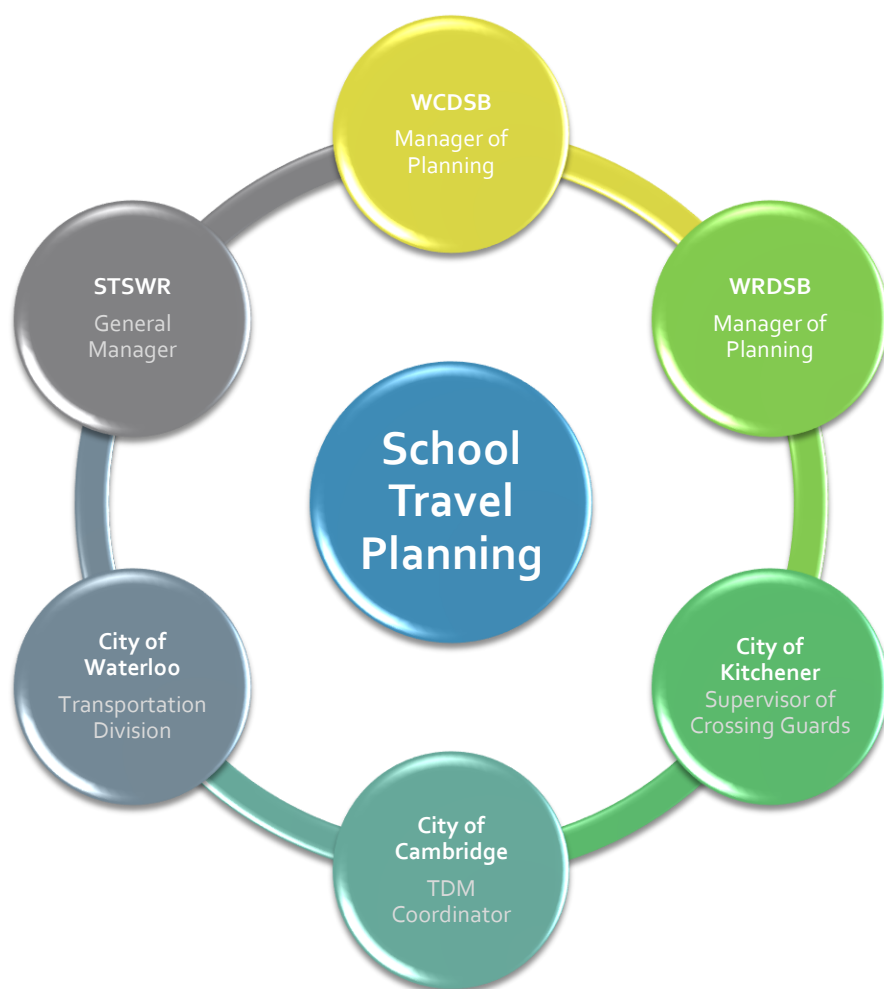 WCDSB
Manager of
Planning
WRDSB
Manager of
Planning
City of
Kitchener
Supervisor of
Crossing Guards
City of
Cambridge
TDM
Coordinator
City of
Waterloo
Transportation
Division
STSWR
General
Manager
School
Travel
Planning